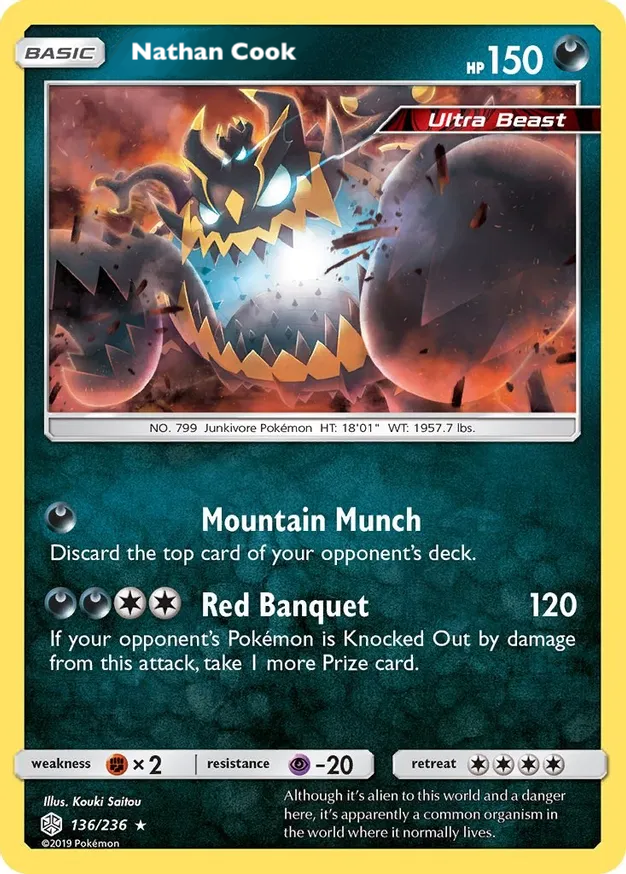 BASIC Nathan Cook HP 150
Ultra Beast
NO. 799 Junkivore Pokémon HT: 18'01" WT: 1957.7 lbs.
Mountain Munch
Discard the top card of your opponent's deck.
Red Banquet 120
If your opponent's Pokémon is Knocked Out by damage
from this attack, take 1 more Prize card.
weakness × 2 resistance -20 retreat
Illus. Kouki Saitou
136/236
©2019 Pokémon
Although it's alien to this world and a danger
here, it's apparently a common organism in
the world where it normally lives.